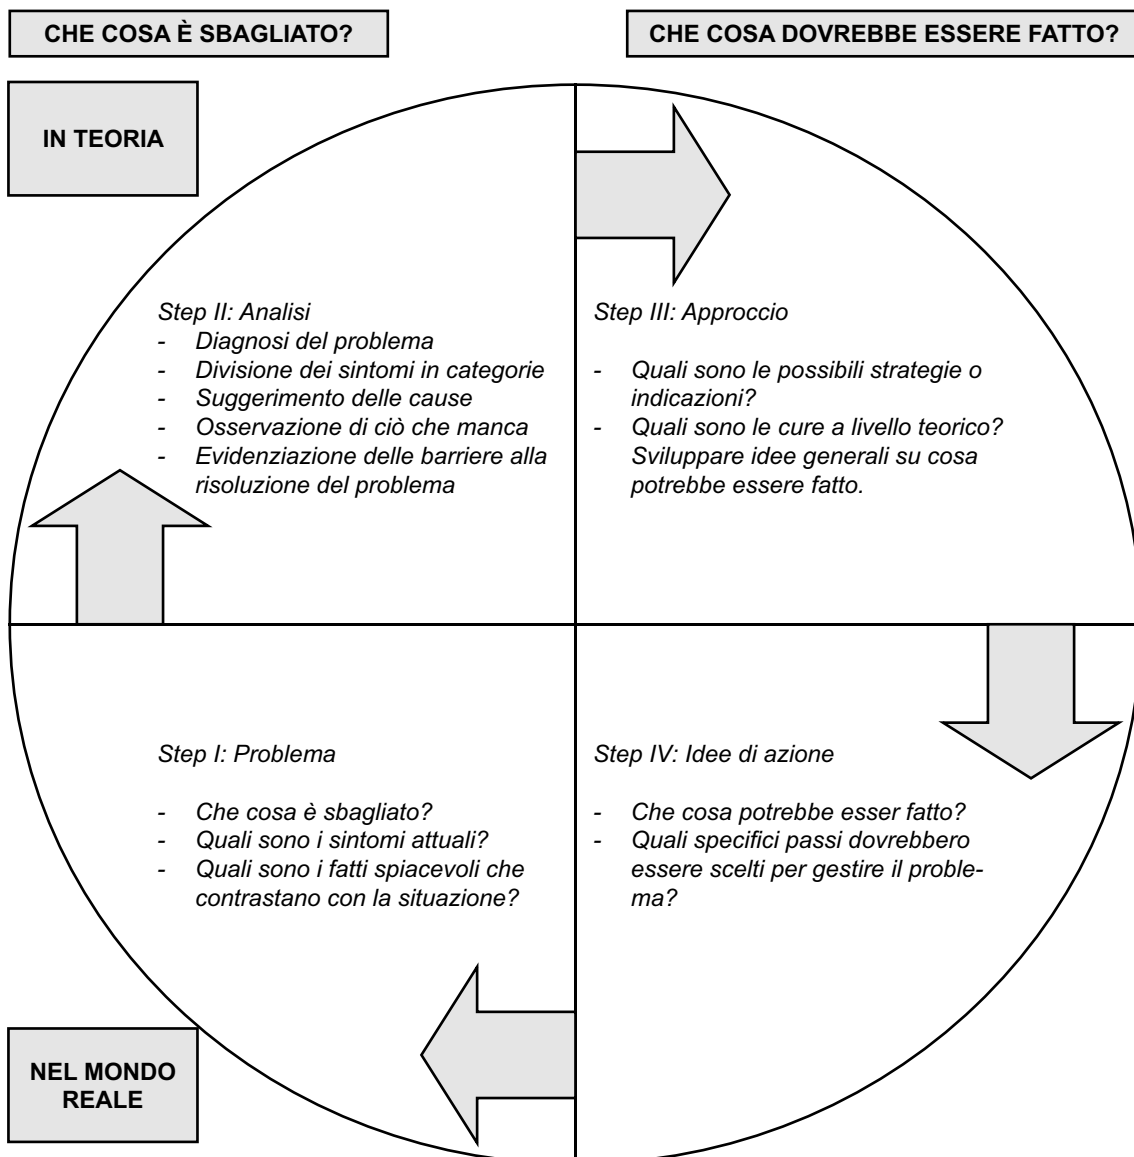 CHE COSA È SBAGLIATO?
CHE COSA DOVREBBE ESSERE FATTO?
IN TEORIA
Step II: Analisi
- Diagnosi del problema
- Divisione dei sintomi in categorie
- Suggerimento delle cause
- Osservazione di ciò che manca
- Evidenziazione delle barriere alla
risoluzione del problema
Step III: Approccio
- Quali sono le possibili strategie o
indicazioni?
- Quali sono le cure a livello teorico?
Sviluppare idee generali su cosa
potrebbe essere fatto.
Step I: Problema
- Che cosa è sbagliato?
- Quali sono i sintomi attuali?
- Quali sono i fatti spiacevoli che
contrastano con la situazione?
Step IV: Idee di azione
- Che cosa potrebbe esser fatto?
- Quali specifici passi dovrebbero
essere scelti per gestire il proble-
ma?
NEL MONDO
REALE